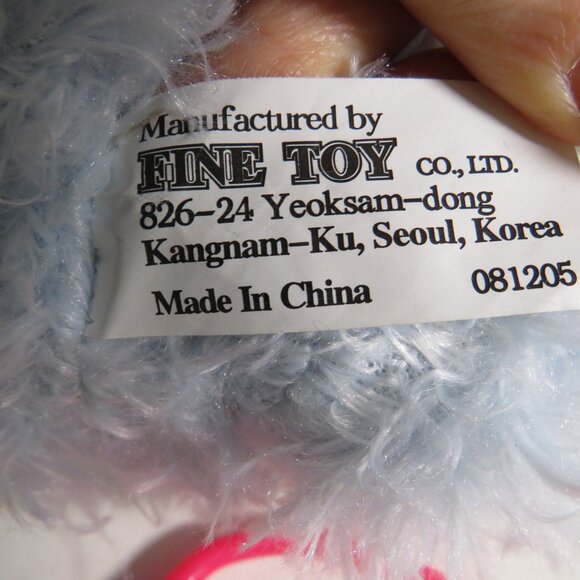 Manufactured by
FINE TOY CO., LTD.
826-24 Yeoksam-dong
Kangnam-Ku, Seoul, Korea
Made In China 081205